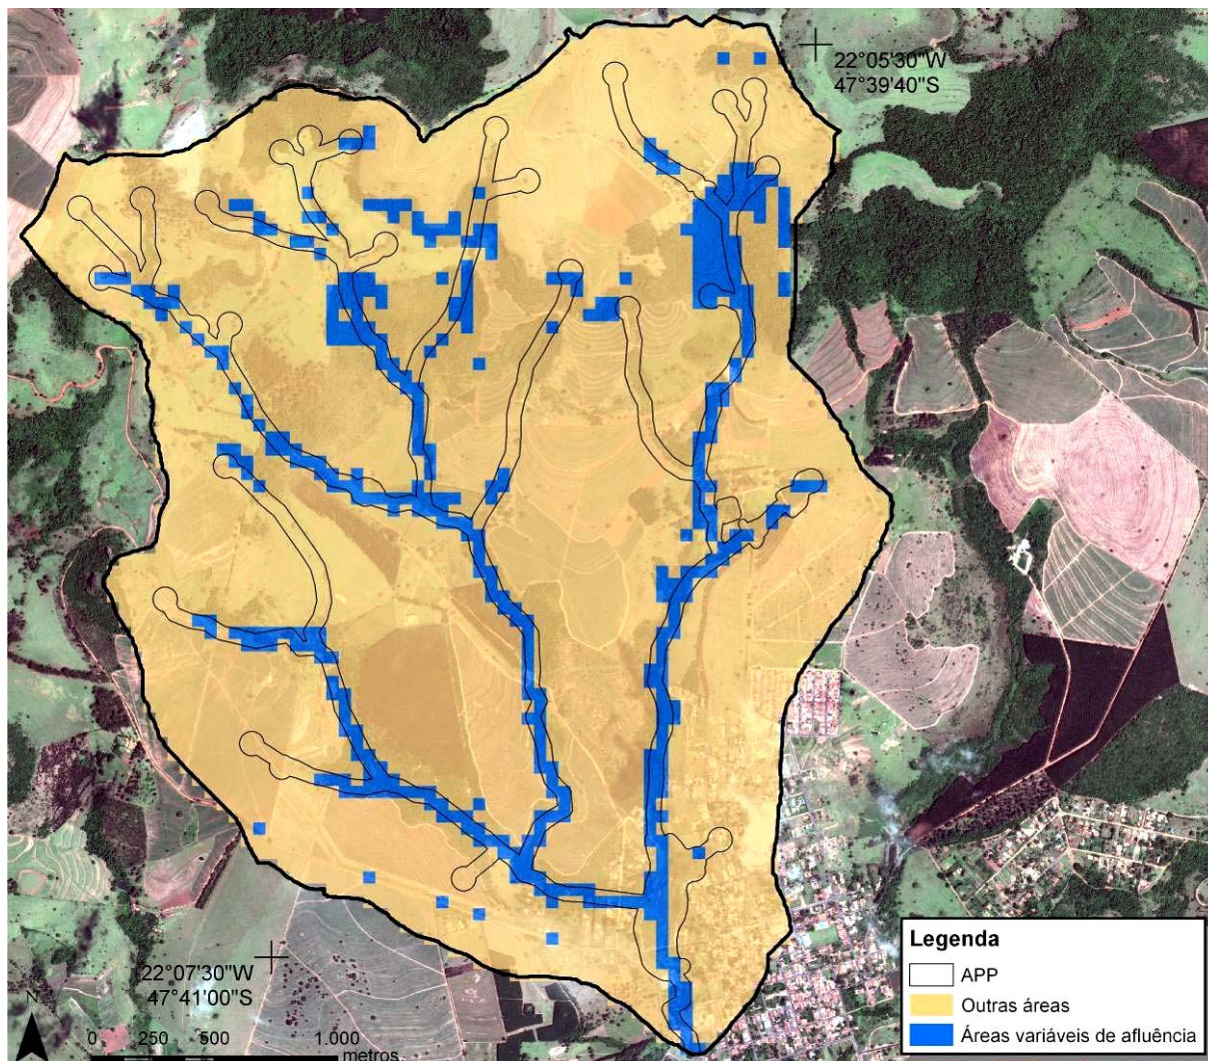 22°05'30"W
47°39'40"S
22°07'30"W
47°41'00"S
N
0 250 500 1.000
metros
Legenda
APP
Outras áreas
Áreas variáveis de afluência